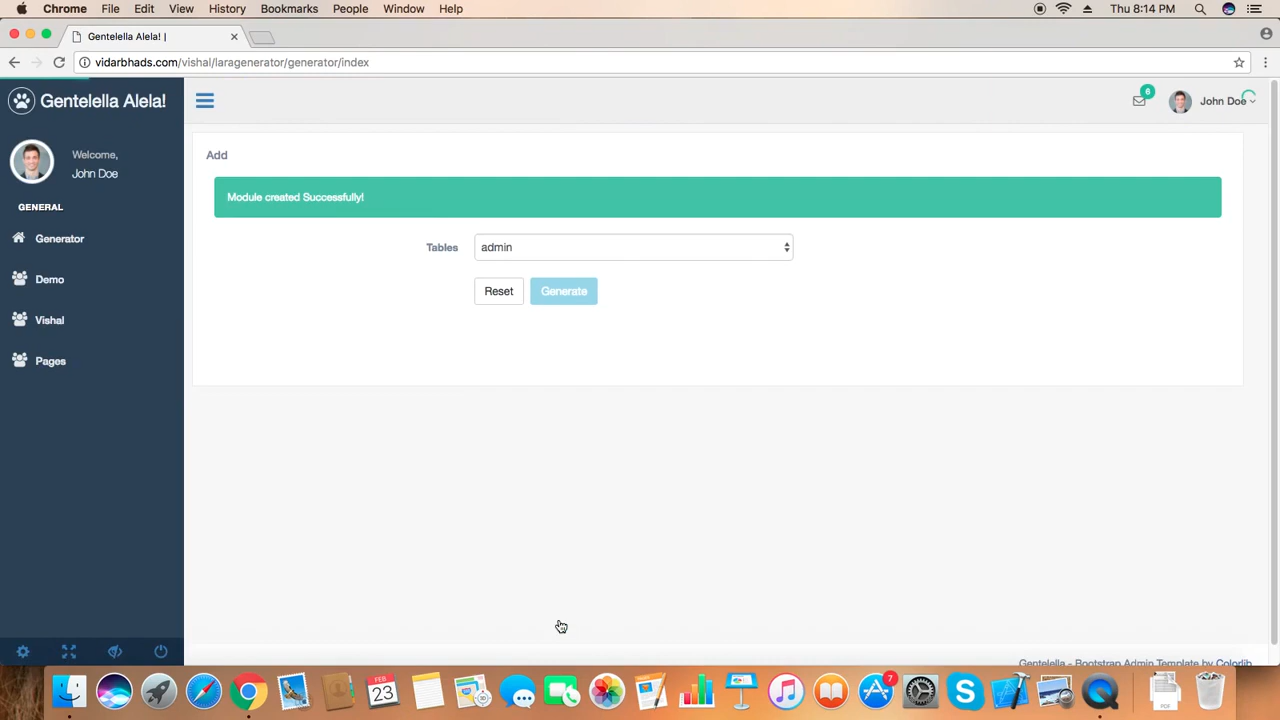 Chrome File Edit View History Bookmarks People Window Help Thu 8:14 PM
Gentelella Alela! |
vidarbhads.com/vishal/laragenerator/generator/index
Gentelella Alela!
6
John Doe
Welcome,
John Doe
Add
Module created Successfully!
GENERAL
Generator
Tables admin
Demo
Reset Generate
Vishal
Pages
Gentelella - Bootstrap Admin Template by Colorlib
FEB
23
7
PDF